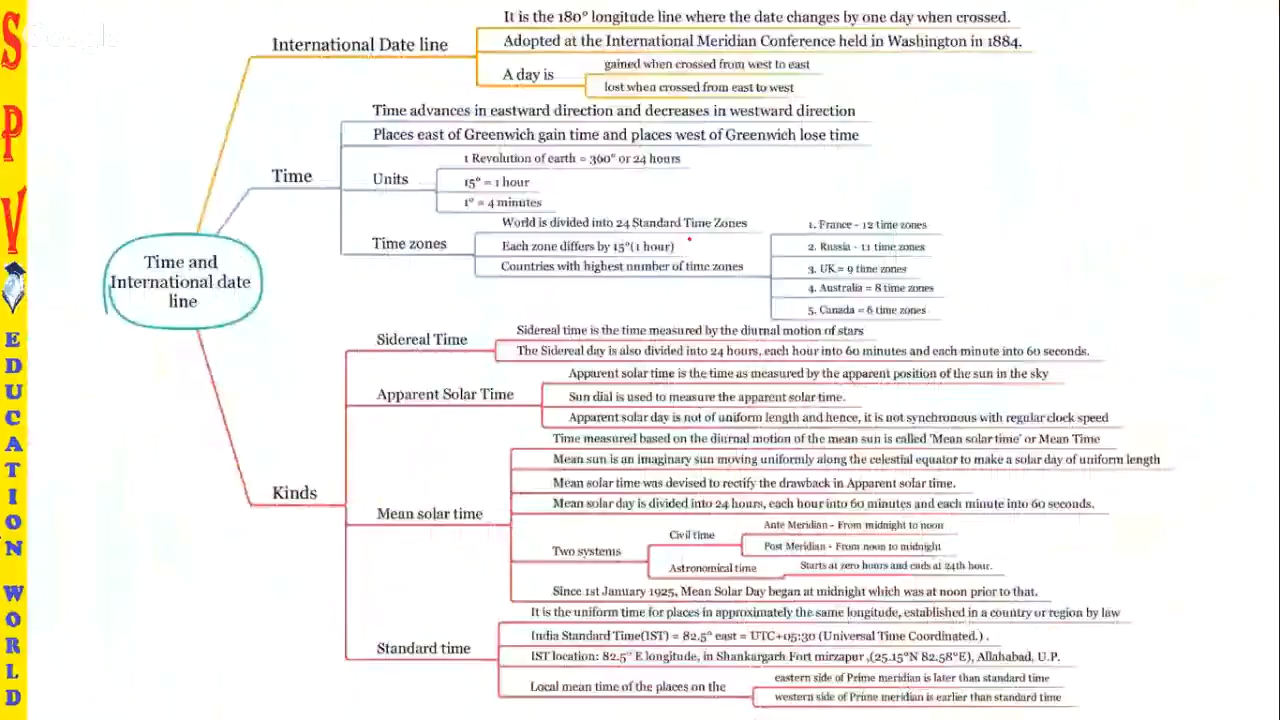 SPV EDUCATION WORLD
Google
Time and
International date
line
International Date line
It is the 180° longitude line where the date changes by one day when crossed.
Adopted at the International Meridian Conference held in Washington in 1884.
A day is
gained when crossed from west to east
lost when crossed from east to west
Time
Time advances in eastward direction and decreases in westward direction
Places east of Greenwich gain time and places west of Greenwich lose time
Units
1 Revolution of earth = 360° or 24 hours
15° = 1 hour
1° = 4 minutes
Time zones
World is divided into 24 Standard Time Zones
Each zone differs by 15°(1 hour)
Countries with highest number of time zones
1. France - 12 time zones
2. Russia - 11 time zones
3. UK = 9 time zones
4. Australia = 8 time zones
5. Canada = 6 time zones
Kinds
Sidereal Time
Sidereal time is the time measured by the diurnal motion of stars
The Sidereal day is also divided into 24 hours, each hour into 60 minutes and each minute into 60 seconds.
Apparent Solar Time
Apparent solar time is the time as measured by the apparent position of the sun in the sky
Sun dial is used to measure the apparent solar time.
Apparent solar day is not of uniform length and hence, it is not synchronous with regular clock speed
Mean solar time
Time measured based on the diurnal motion of the mean sun is called 'Mean solar time' or Mean Time
Mean sun is an imaginary sun moving uniformly along the celestial equator to make a solar day of uniform length
Mean solar time was devised to rectify the drawback in Apparent solar time.
Mean solar day is divided into 24 hours, each hour into 60 minutes and each minute into 60 seconds.
Two systems
Civil time
Ante Meridian - From midnight to noon
Post Meridian - From noon to midnight
Astronomical time
Starts at zero hours and ends at 24th hour.
Since 1st January 1925, Mean Solar Day began at midnight which was at noon prior to that.
Standard time
It is the uniform time for places in approximately the same longitude, established in a country or region by law
India Standard Time(IST) = 82.5° east = UTC+05:30 (Universal Time Coordinated.) .
IST location: 82.5° E longitude, in Shankargarh Fort mirzapur ,(25.15°N 82.58°E), Allahabad, U.P.
Local mean time of the places on the
eastern side of Prime meridian is later than standard time
western side of Prime meridian is earlier than standard time